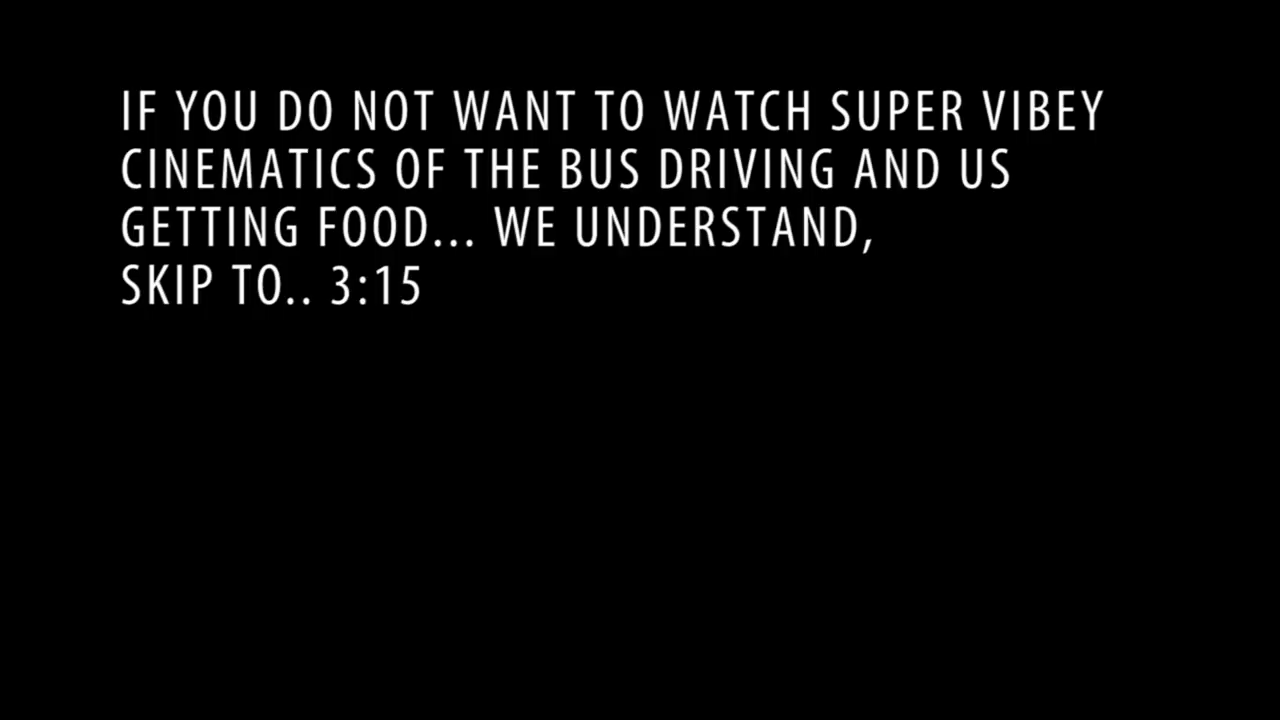 IF YOU DO NOT WANT TO WATCH SUPER VIBEY
CINEMATICS OF THE BUS DRIVING AND US
GETTING FOOD... WE UNDERSTAND,
SKIP TO.. 3:15